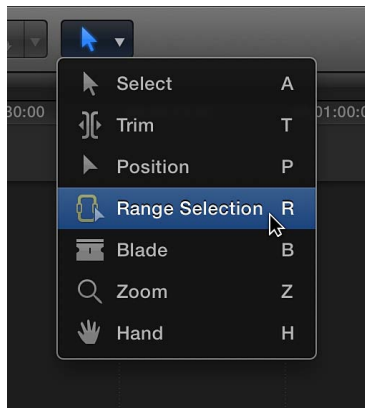 30:00
01:00:0
Select A
Trim T
Position P
Range Selection R
Blade B
Zoom Z
Hand H